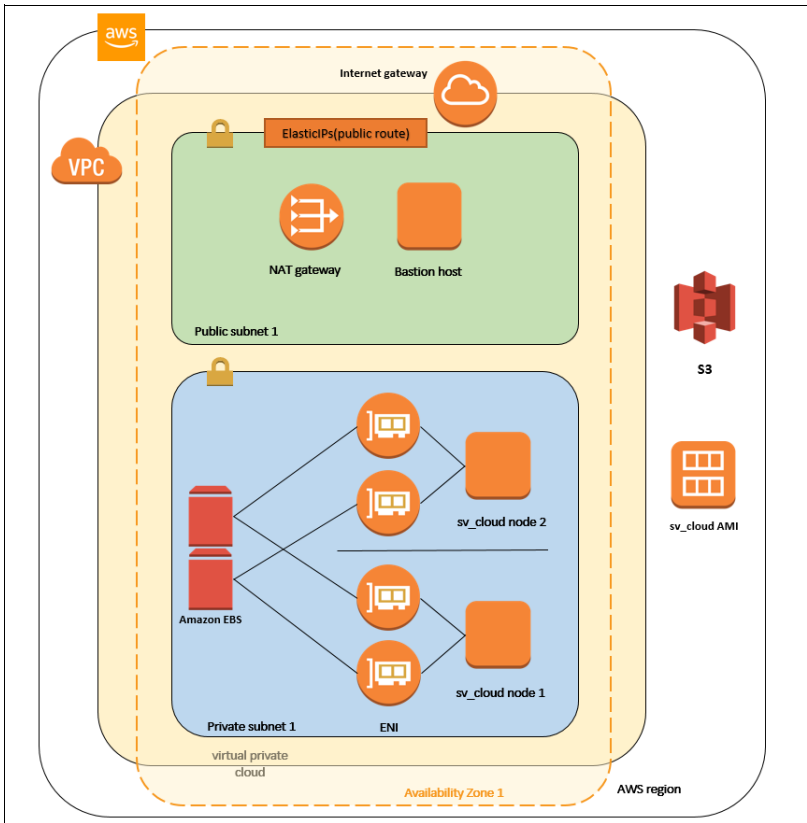 aws
Internet gateway
ElasticIPs(public route)
VPC
NAT gateway
Bastion host
Public subnet 1
S3
sv_cloud node 2
sv_cloud AMI
Amazon EBS
sv_cloud node 1
Private subnet 1
ENI
virtual private
cloud
Availability Zone 1
AWS region